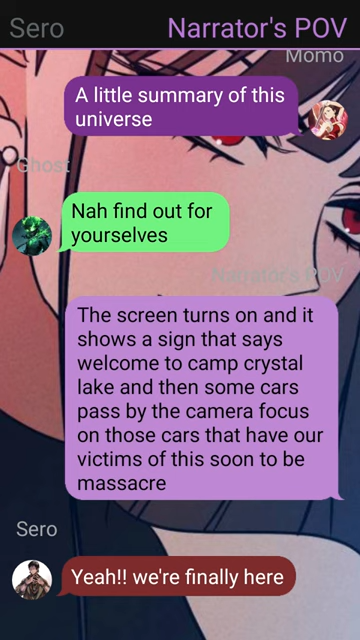 Sero
Narrator's POV
Momo
A little summary of this
universe
Ghost
Nah find out for
yourselves
Narrator's POV
The screen turns on and it
shows a sign that says
welcome to camp crystal
lake and then some cars
pass by the camera focus
on those cars that have our
victims of this soon to be
massacre
Sero
Yeah!! we're finally here